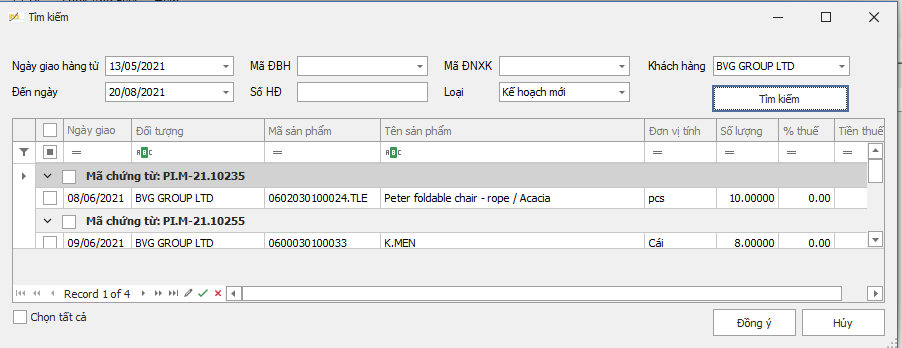 Tìm kiếm
Ngày giao hàng từ 13/05/2021 Mã ĐBH Mã ĐNXK Khách hàng BVG GROUP LTD
Đến ngày 20/08/2021 Số HĐ Loại Kế hoạch mới Tìm kiếm
Ngày giao Đối tượng Mã sản phẩm Tên sản phẩm Đơn vị tính Số lượng % thuế Tiền thuế
= ABC = ABC = = = =
Mã chứng từ: PI.M-21.10235
08/06/2021 BVG GROUP LTD 0602030100024.TLE Peter foldable chair - rope / Acacia pcs 10.00000 0.00
Mã chứng từ: PI.M-21.10255
09/06/2021 BVG GROUP LTD 0600030100033 K.MEN Cái 8.00000 0.00
Record 1 of 4
Chọn tất cả Đồng ý Hủy